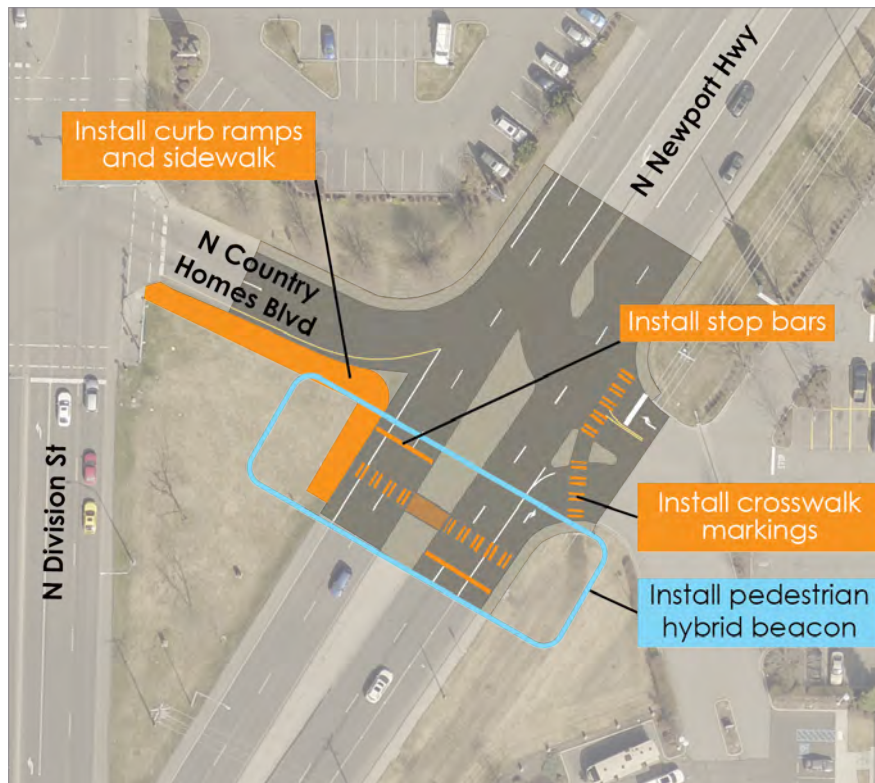 N Newport Hwy
Install curb ramps
and sidewalk
N Country
Homes Blvd
Install stop bars
N Division St
Install crosswalk
markings
Install pedestrian
hybrid beacon